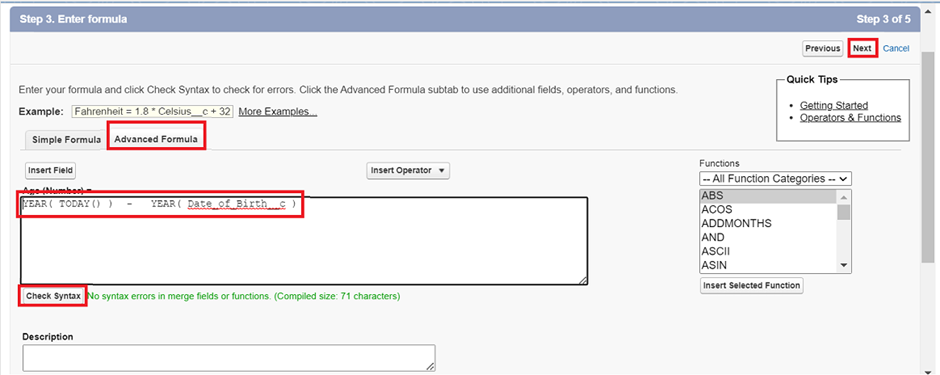 Step 3. Enter formula Step 3 of 5
Previous Next Cancel
Enter your formula and click Check Syntax to check for errors. Click the Advanced Formula subtab to use additional fields, operators, and functions.
Quick Tips
Getting Started
Operators & Functions
Example: Fahrenheit = 1.8 * Celsius__c + 32 More Examples...
Simple Formula Advanced Formula
Insert Field Insert Operator
Functions
-- All Function Categories --
Age (Number) =
YEAR( TODAY() ) - YEAR( Date_of_Birth__c )
ABS
ACOS
ADDMONTHS
AND
ASCII
ASIN
Insert Selected Function
Check Syntax No syntax errors in merge fields or functions. (Compiled size: 71 characters)
Description